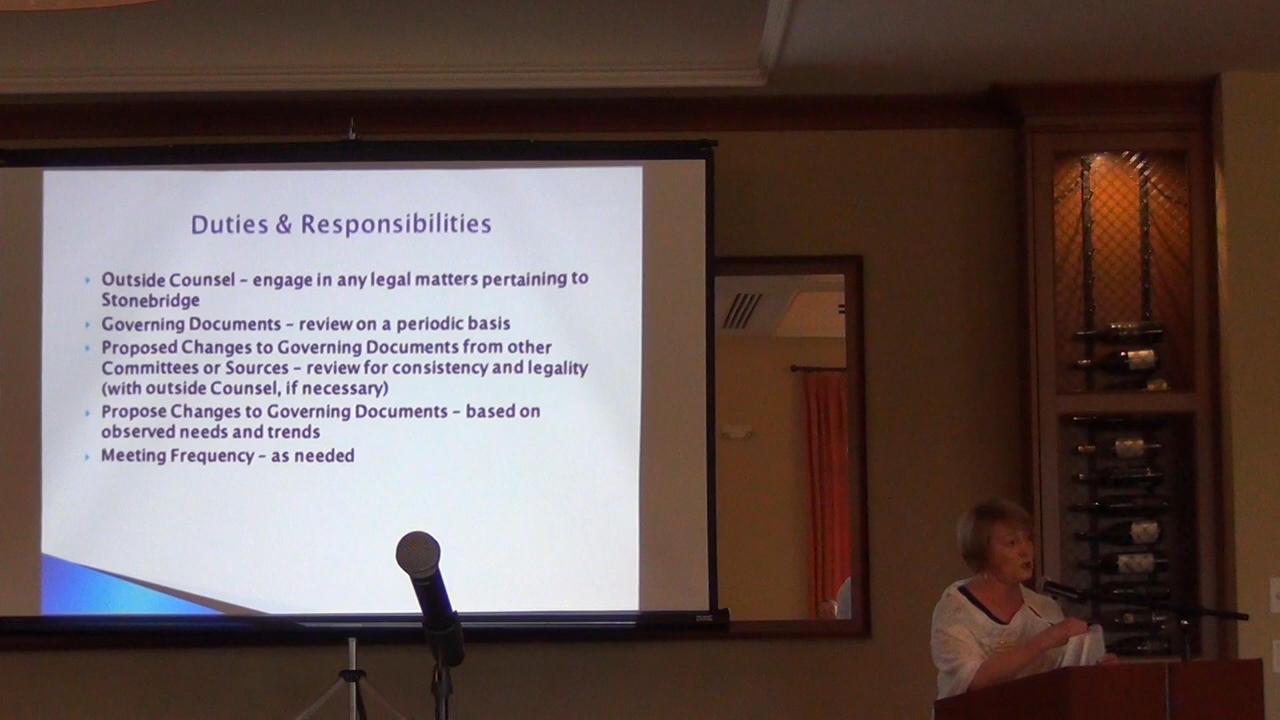 Duties & Responsibilities
Outside Counsel – engage in any legal matters pertaining to
Stonebridge
Governing Documents – review on a periodic basis
Proposed Changes to Governing Documents from other
Committees or Sources – review for consistency and legality
(with outside Counsel, if necessary)
Propose Changes to Governing Documents – based on
observed needs and trends
Meeting Frequency – as needed